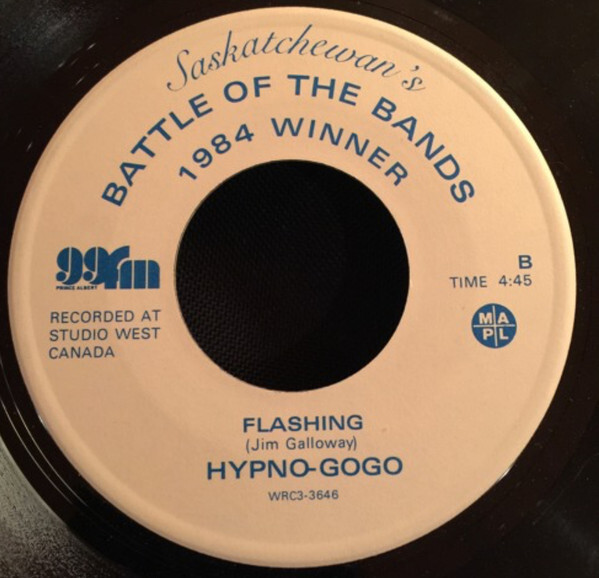 Saskatchewan's
BATTLE OF THE BANDS
1984 WINNER
99fm
PRINCE ALBERT
RECORDED AT
STUDIO WEST
CANADA
B
TIME 4:45
M A
P L
FLASHING
(Jim Galloway)
HYPNO-GOGO
WRC3-3646